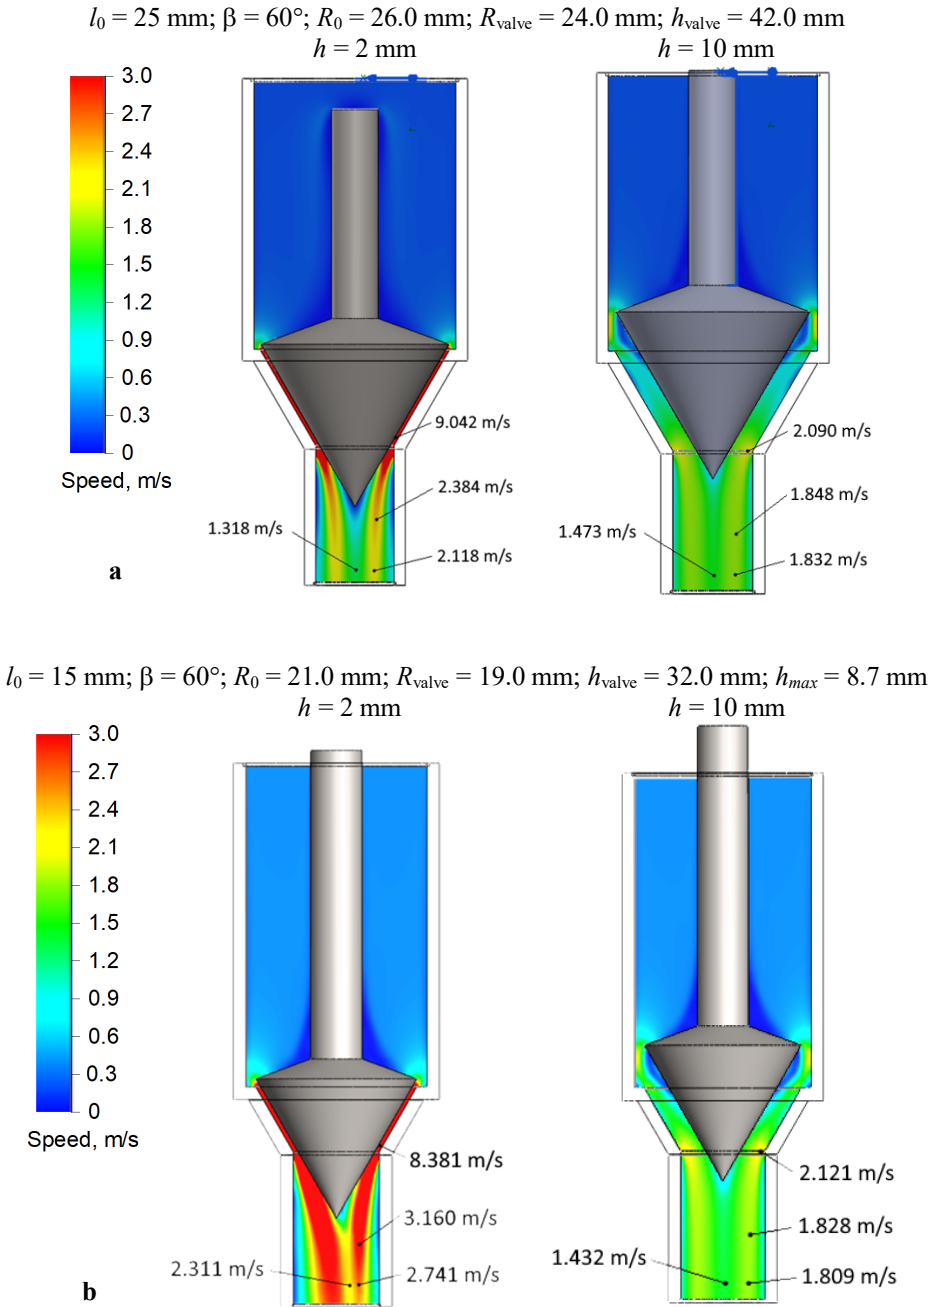 l₀ = 25 mm; β = 60°; R₀ = 26.0 mm; R_valve = 24.0 mm; h_valve = 42.0 mm
h = 2 mm
h = 10 mm
3.0
2.7
2.4
2.1
1.8
1.5
1.2
0.9
0.6
0.3
0
Speed, m/s
9.042 m/s
2.384 m/s
1.318 m/s
2.118 m/s
2.090 m/s
1.848 m/s
1.473 m/s
1.832 m/s
a
l₀ = 15 mm; β = 60°; R₀ = 21.0 mm; R_valve = 19.0 mm; h_valve = 32.0 mm; h_max = 8.7 mm
h = 2 mm
h = 10 mm
3.0
2.7
2.4
2.1
1.8
1.5
1.2
0.9
0.6
0.3
0
Speed, m/s
8.381 m/s
3.160 m/s
2.311 m/s
2.741 m/s
2.121 m/s
1.828 m/s
1.432 m/s
1.809 m/s
b